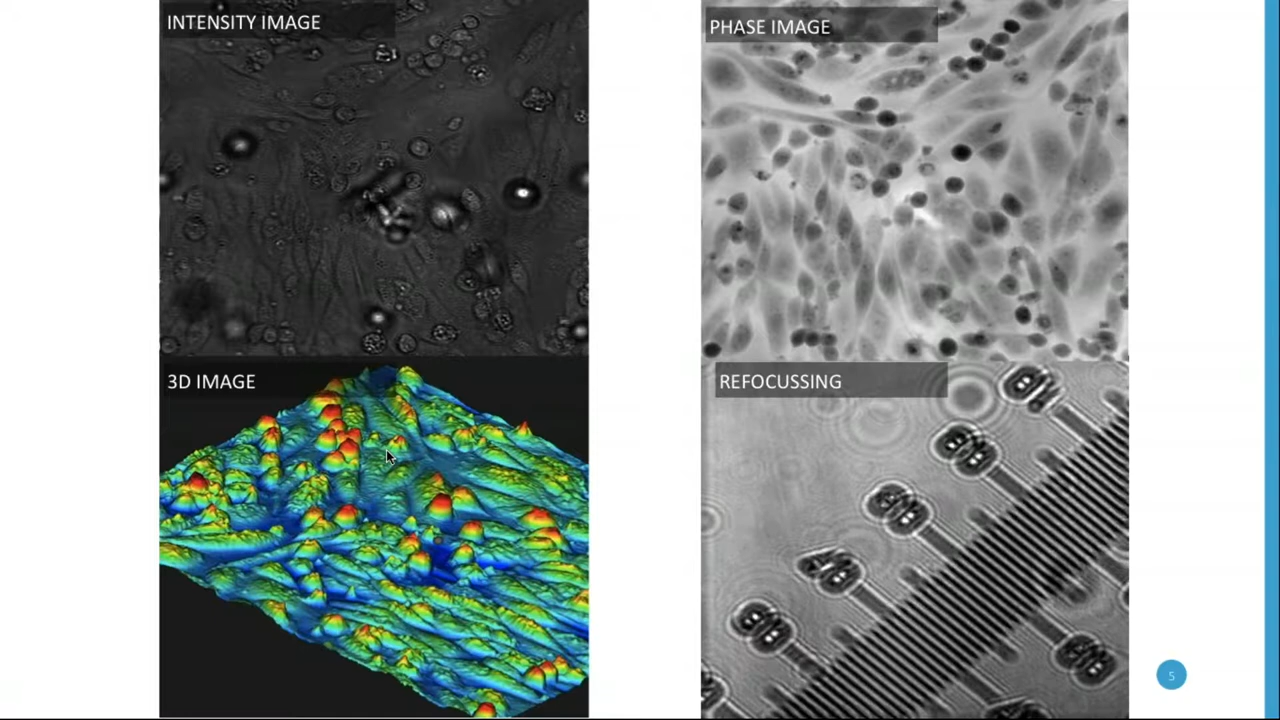 INTENSITY IMAGE
PHASE IMAGE
3D IMAGE
REFOCUSSING
5